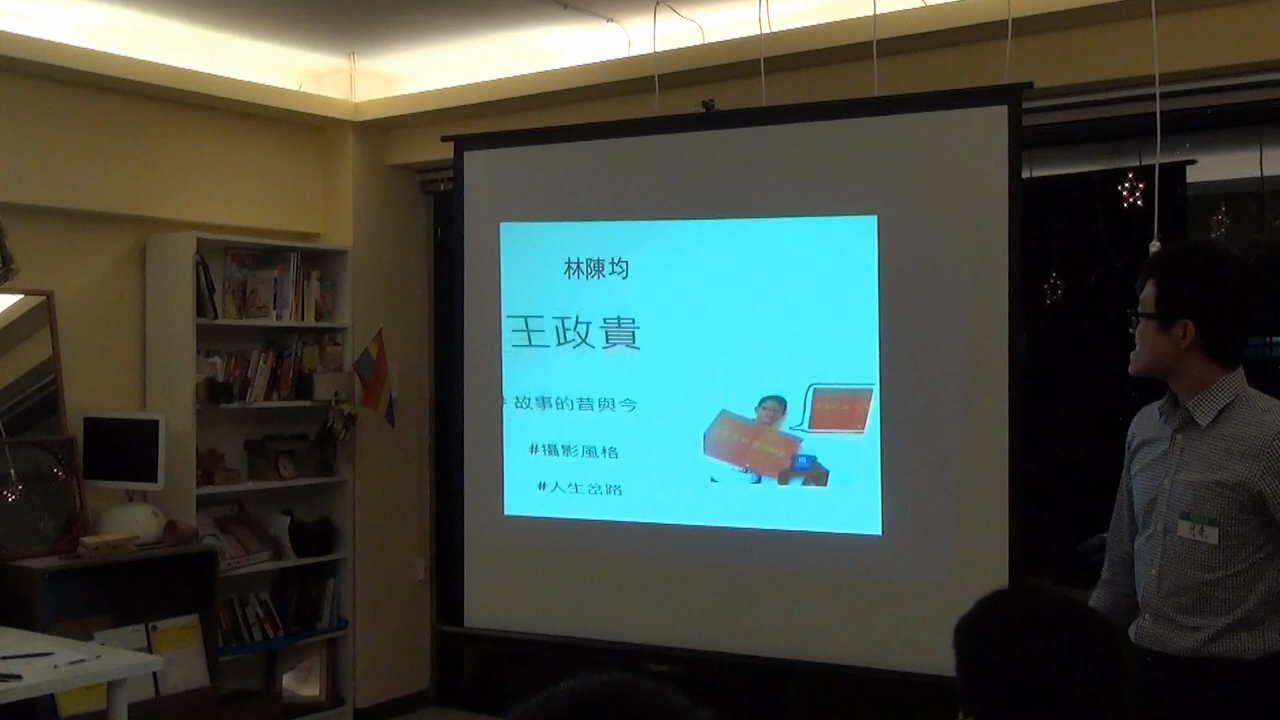 林陳均
王政貴
# 故事的昔與今
#攝影風格
#人生岔路